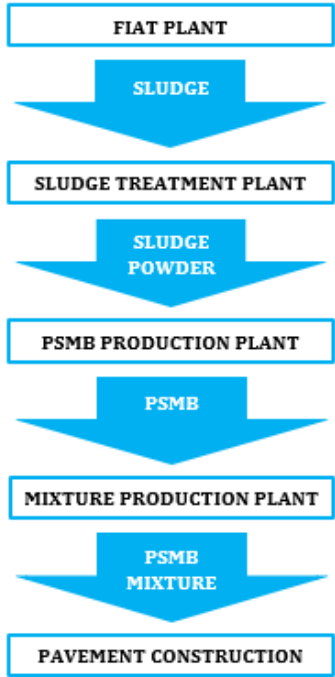 FIAT PLANT
SLUDGE
SLUDGE TREATMENT PLANT
SLUDGE
POWDER
PSMB PRODUCTION PLANT
PSMB
MIXTURE PRODUCTION PLANT
PSMB
MIXTURE
PAVEMENT CONSTRUCTION